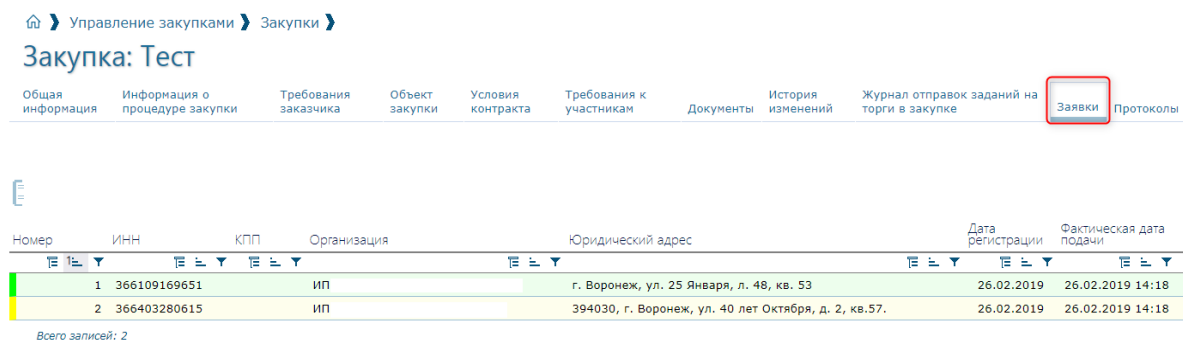 Управление закупками Закупки
Закупка: Тест
Общая информация
Информация о процедуре закупки
Требования заказчика
Объект закупки
Условия контракта
Требования к участникам
Документы
История изменений
Журнал отправок заданий на торги в закупке
Заявки
Протоколы
Номер ИНН КПП Организация Юридический адрес Дата регистрации Фактическая дата подачи
1
1 366109169651 ИП г. Воронеж, ул. 25 Января, л. 48, кв. 53 26.02.2019 26.02.2019 14:18
2 366403280615 ИП 394030, г. Воронеж, ул. 40 лет Октября, д. 2, кв.57. 26.02.2019 26.02.2019 14:18
Всего записей: 2